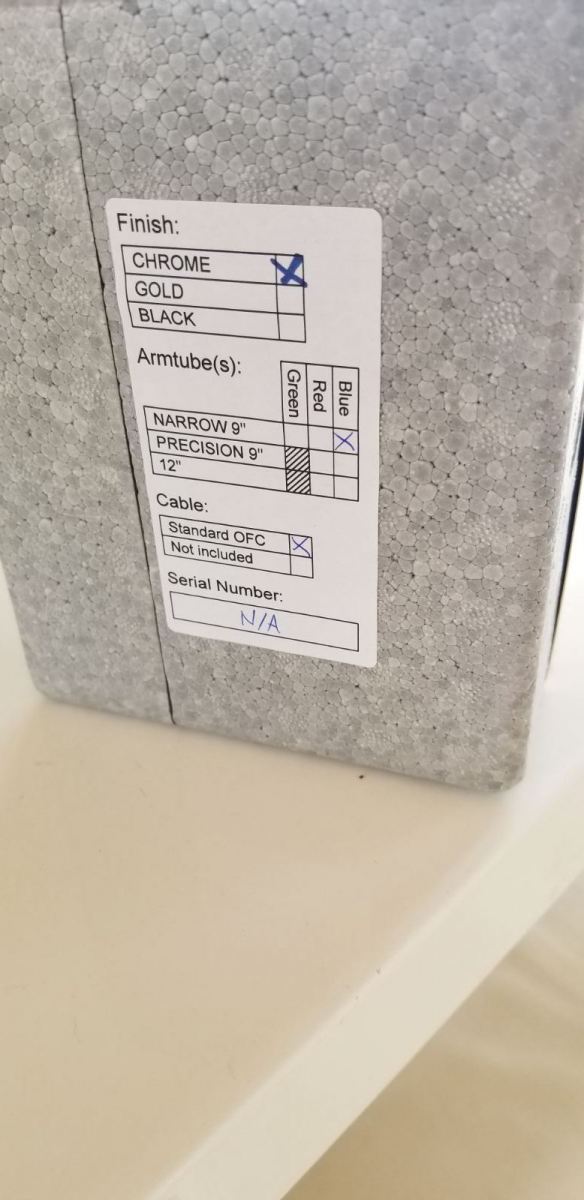 Finish:
CHROME X
GOLD
BLACK
Armtube(s):
Green Red Blue
NARROW 9" X
PRECISION 9"
12"
Cable:
Standard OFC X
Not included
Serial Number:
N/A